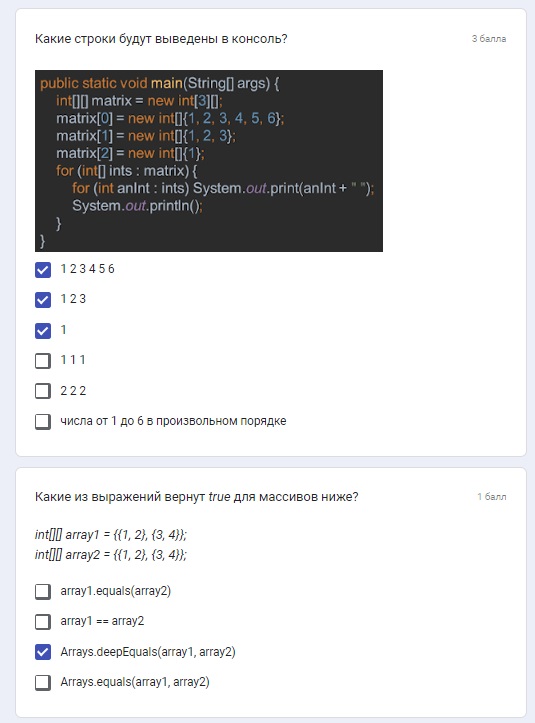 Какие строки будут выведены в консоль?
3 балла
public static void main(String[] args) {
int[][] matrix = new int[3][];
matrix[0] = new int[]{1, 2, 3, 4, 5, 6};
matrix[1] = new int[]{1, 2, 3};
matrix[2] = new int[]{1};
for (int[] ints : matrix) {
for (int anInt : ints) System.out.print(anInt + " ");
System.out.println();
}
}
1 2 3 4 5 6
1 2 3
1
1 1 1
2 2 2
числа от 1 до 6 в произвольном порядке
Какие из выражений вернут true для массивов ниже?
1 балл
int[][] array1 = {{1, 2}, {3, 4}};
int[][] array2 = {{1, 2}, {3, 4}};
array1.equals(array2)
array1 == array2
Arrays.deepEquals(array1, array2)
Arrays.equals(array1, array2)